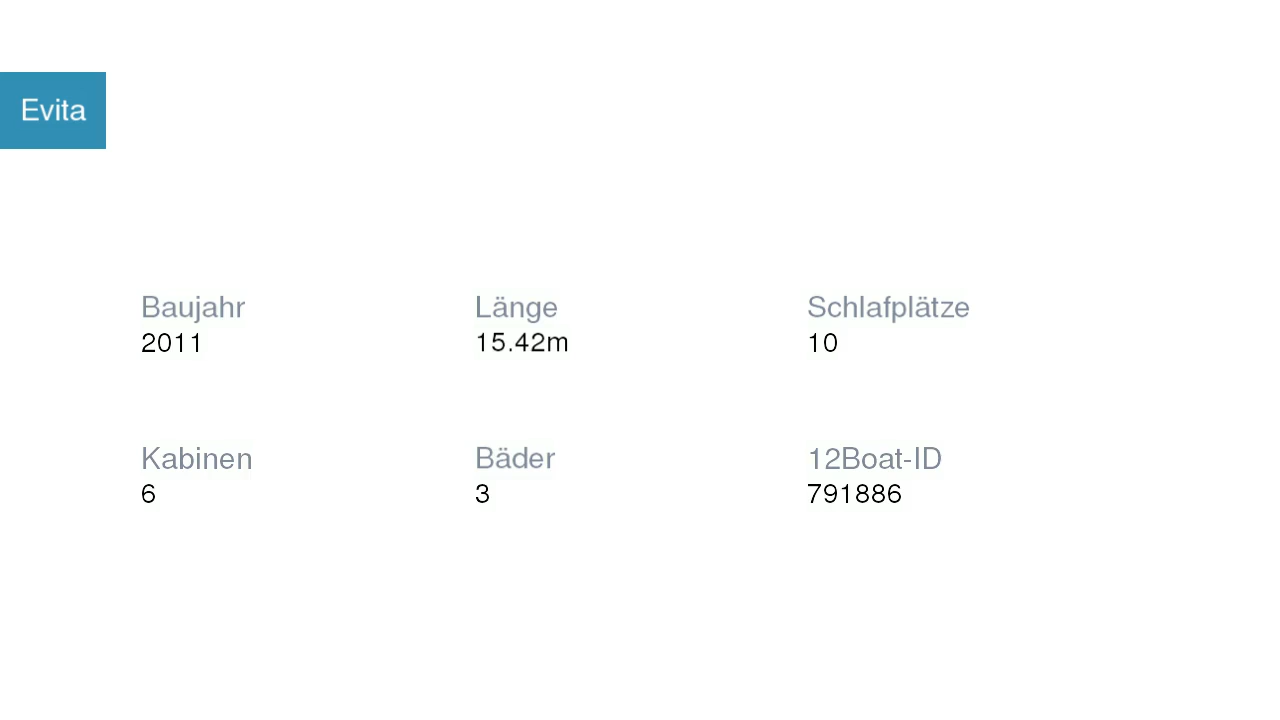 Evita
Baujahr
2011
Länge
15.42m
Schlafplätze
10
Kabinen
6
Bäder
3
12Boat-ID
791886